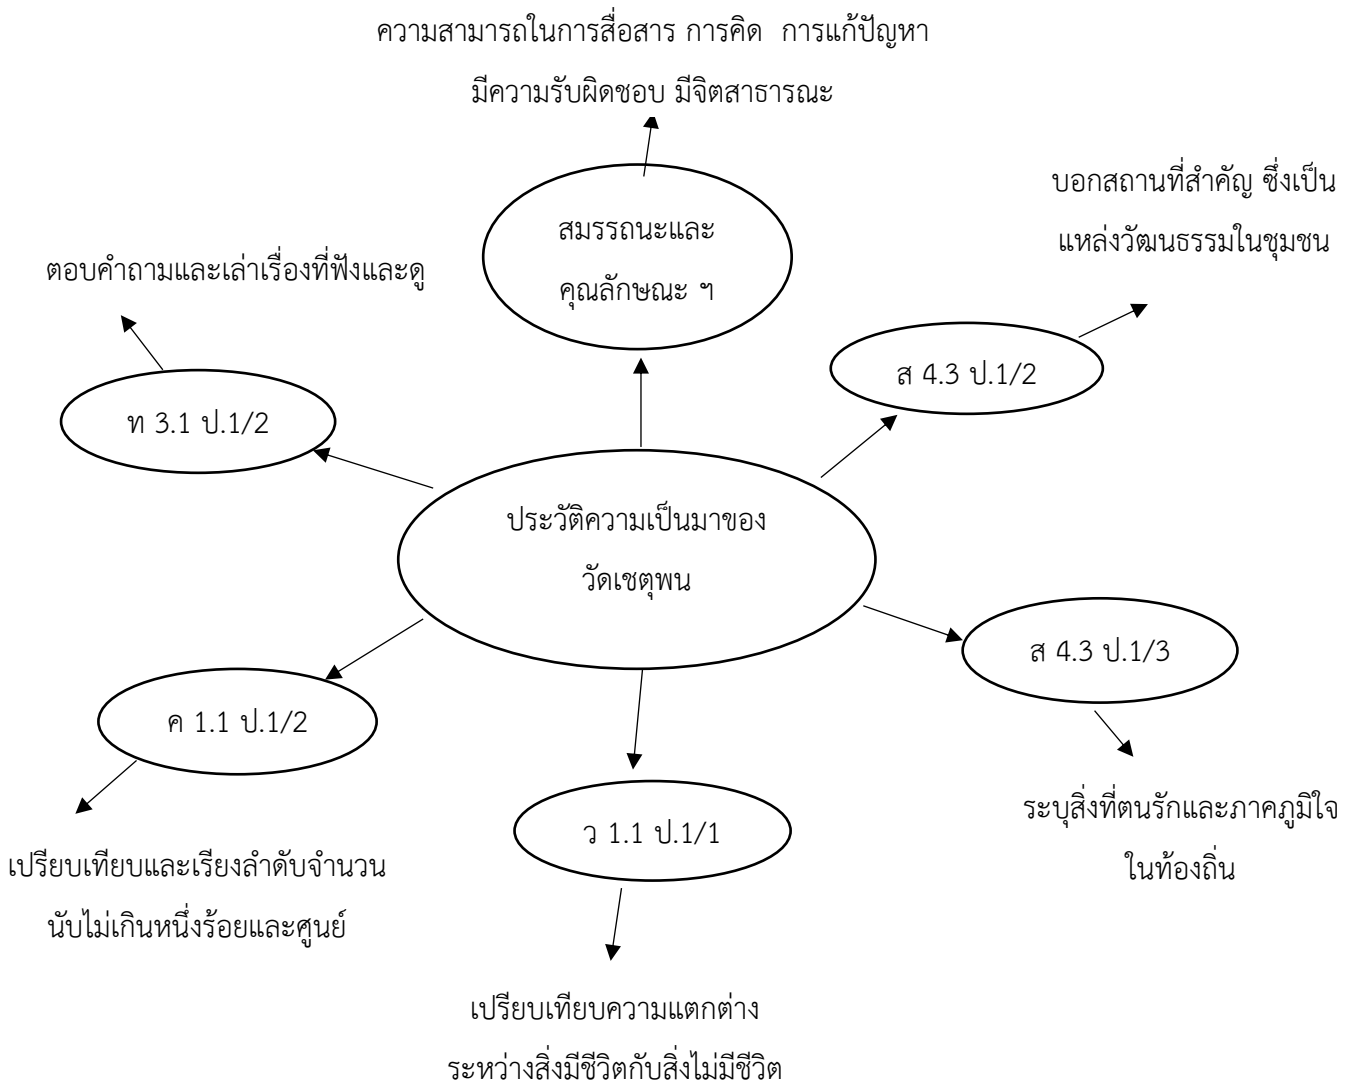 ความสามารถในการสื่อสาร การคิด การแก้ปัญหา
มีความรับผิดชอบ มีจิตสาธารณะ
สมรรถนะและ
คุณลักษณะ ฯ
บอกสถานที่สำคัญ ซึ่งเป็น
แหล่งวัฒนธรรมในชุมชน
ตอบคำถามและเล่าเรื่องที่ฟังและดู
ส 4.3 ป.1/2
ท 3.1 ป.1/2
ประวัติความเป็นมาของ
วัดเชตุพน
ส 4.3 ป.1/3
ค 1.1 ป.1/2
ว 1.1 ป.1/1
ระบุสิ่งที่ตนรักและภาคภูมิใจ
ในท้องถิ่น
เปรียบเทียบและเรียงลำดับจำนวน
นับไม่เกินหนึ่งร้อยและศูนย์
เปรียบเทียบความแตกต่าง
ระหว่างสิ่งมีชีวิตกับสิ่งไม่มีชีวิต